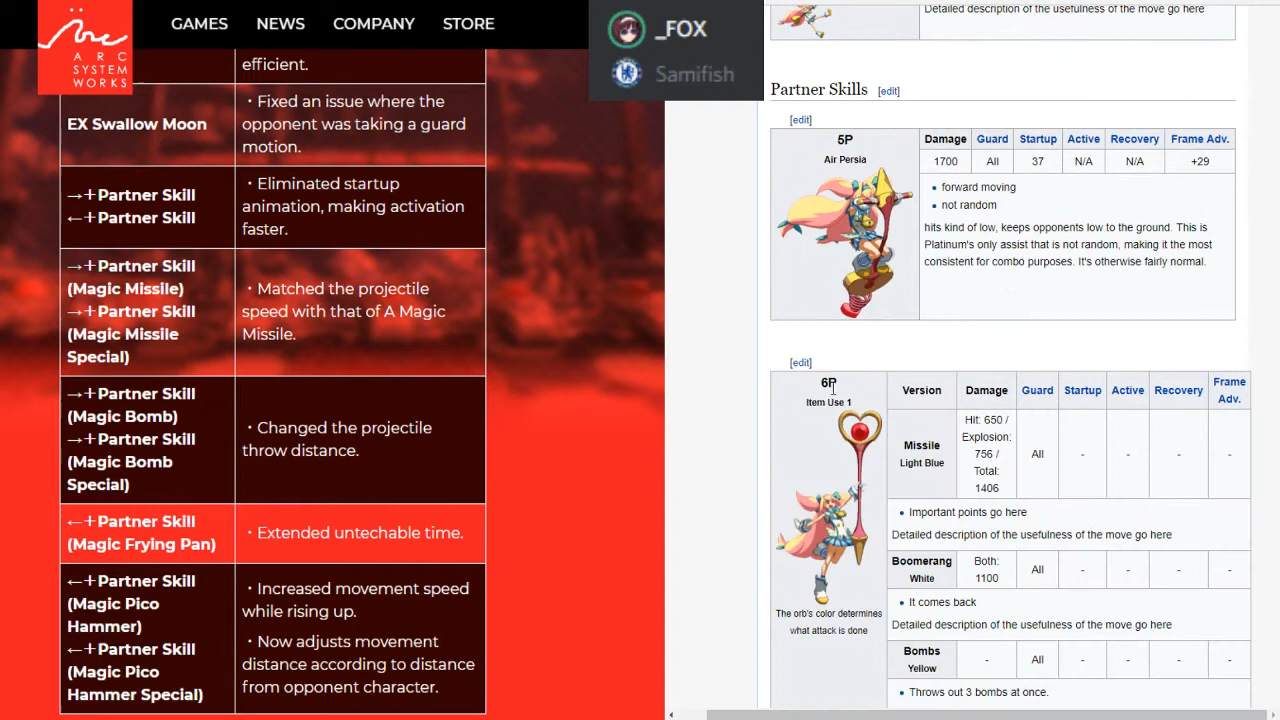 ARC
SYSTEM
WORKS
GAMES NEWS COMPANY STORE
efficient.
EX Swallow Moon
・Fixed an issue where the
opponent was taking a guard
motion.
→+Partner Skill
←+Partner Skill
・Eliminated startup
animation, making activation
faster.
→+Partner Skill
(Magic Missile)
→+Partner Skill
(Magic Missile
Special)
・Matched the projectile
speed with that of A Magic
Missile.
→+Partner Skill
(Magic Bomb)
→+Partner Skill
(Magic Bomb
Special)
・Changed the projectile
throw distance.
←+Partner Skill
(Magic Frying Pan)
・Extended untechable time.
←+Partner Skill
(Magic Pico
Hammer)
←+Partner Skill
(Magic Pico
Hammer Special)
・Increased movement speed
while rising up.
・Now adjusts movement
distance according to distance
from opponent character.
_FOX
Samifish
Detailed description of the usefulness of the move go here
Partner Skills [edit]
[edit]
5P
Air Persia
Damage Guard Startup Active Recovery Frame Adv.
1700 All 37 N/A N/A +29
• forward moving
• not random
hits kind of low, keeps opponents low to the ground. This is
Platinum's only assist that is not random, making it the most
consistent for combo purposes. It's otherwise fairly normal.
[edit]
6P
Item Use 1
The orb's color determines
what attack is done
Version Damage Guard Startup Active Recovery Frame
Adv.
Missile
Light Blue
Hit: 650 /
Explosion:
756 /
Total:
1406
All - - - -
• Important points go here
Detailed description of the usefulness of the move go here
Boomerang
White
Both:
1100
All - - - -
• It comes back
Detailed description of the usefulness of the move go here
Bombs
Yellow
- All - - - -
• Throws out 3 bombs at once.